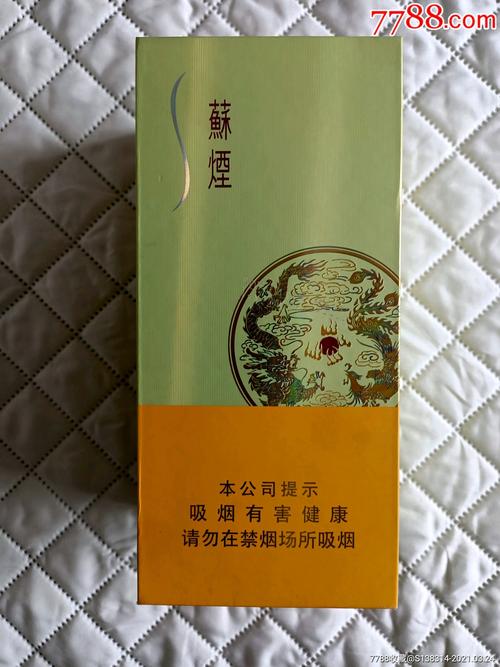 7788.com
蘇
煙
本公司提示
吸烟有害健康
请勿在禁烟场所吸烟